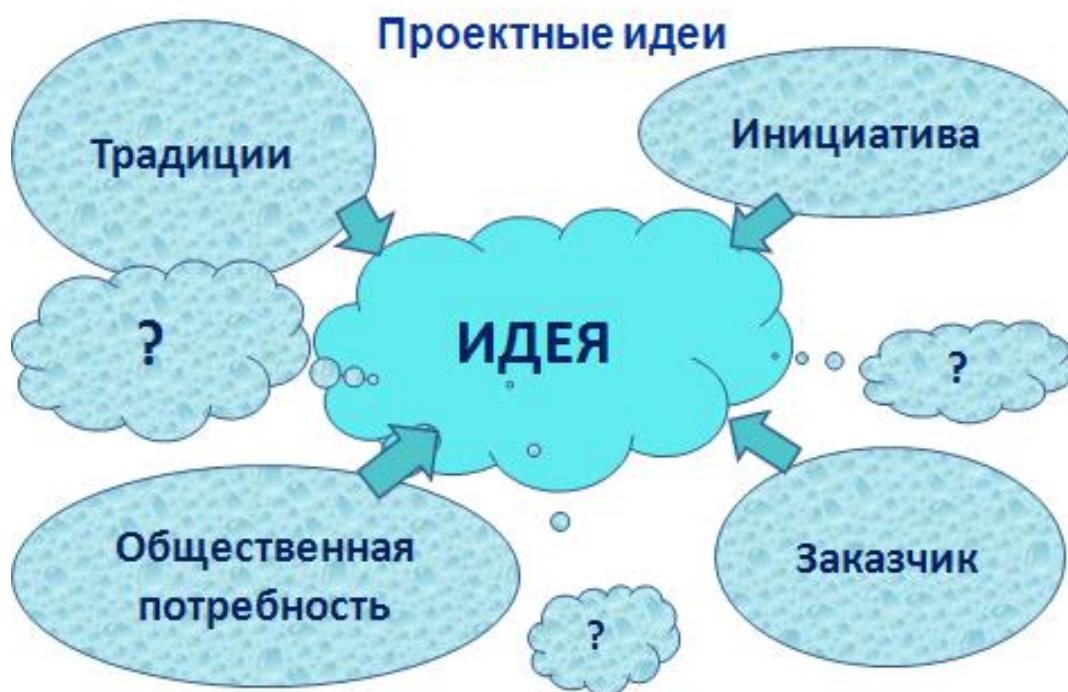 Проектные идеи
Традиции
Инициатива
?
ИДЕЯ
?
Общественная
потребность
Заказчик
?